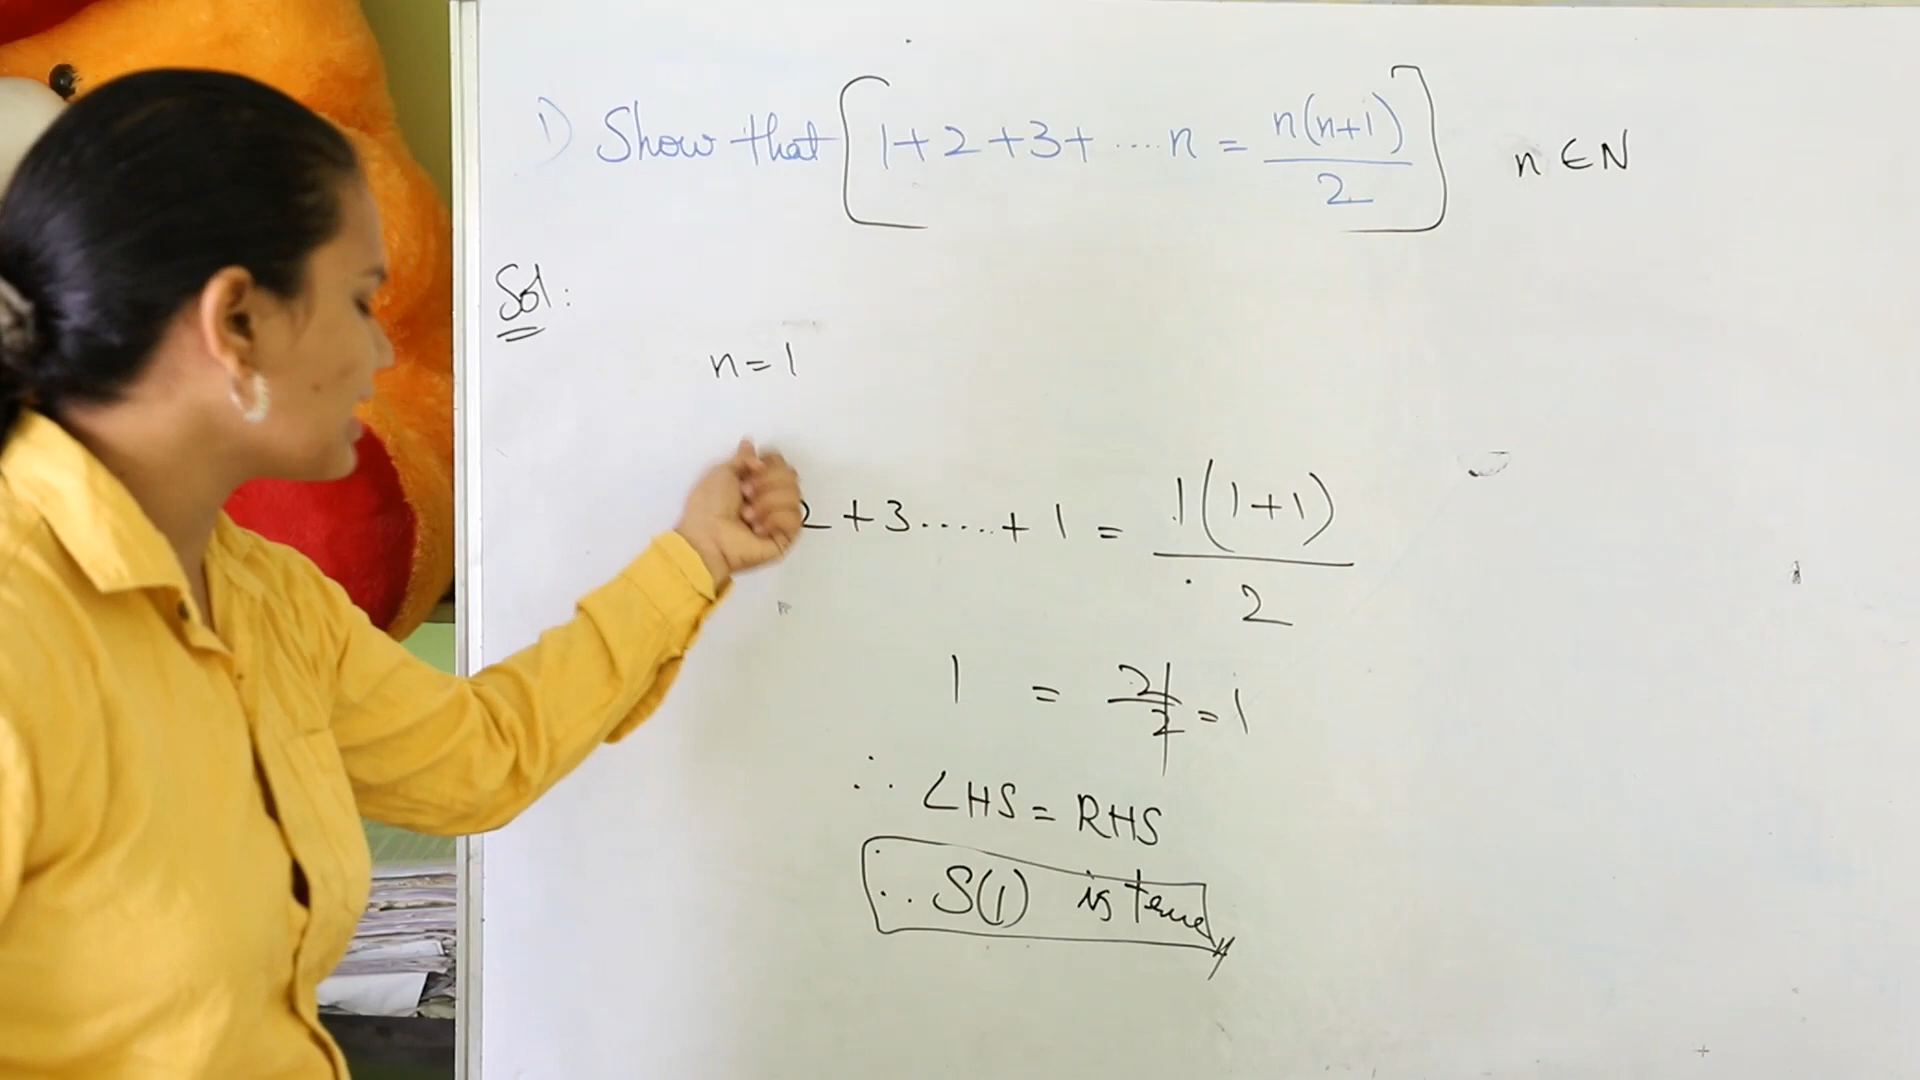 1) Show that [1+2+3+ ....n = n(n+1)/2] n ∈ N
Sol:
n = 1
2 +3.....+ 1 = 1(1+1)/2
1 = 2/2 = 1
∴ LHS = RHS
∴ S(1) is true